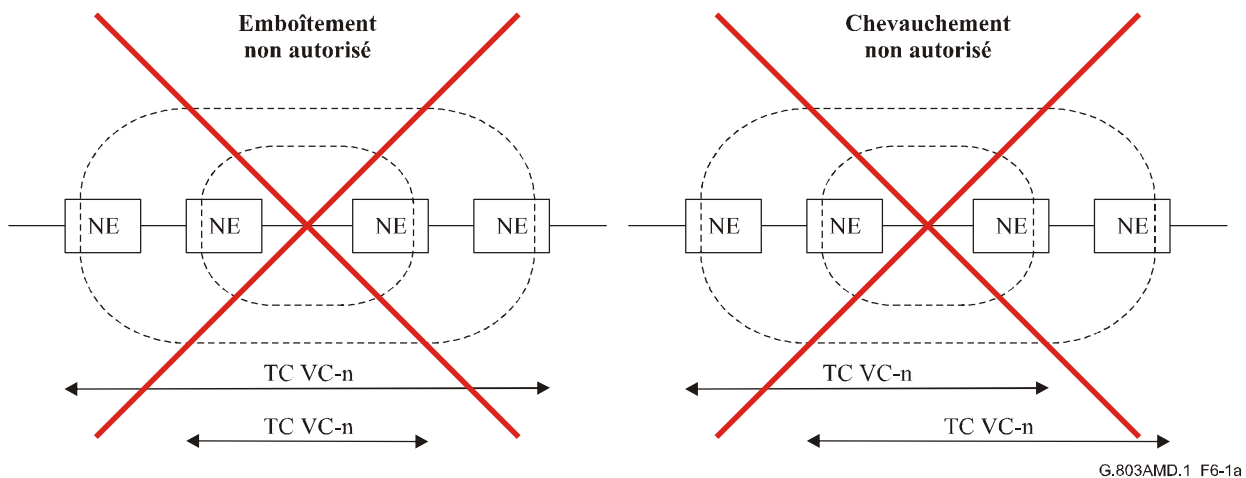 Emboîtement
non autorisé
NE
NE
NE
NE
TC VC-n
TC VC-n
Chevauchement
non autorisé
NE
NE
NE
NE
TC VC-n
TC VC-n
G.803AMD.1 F6-1a